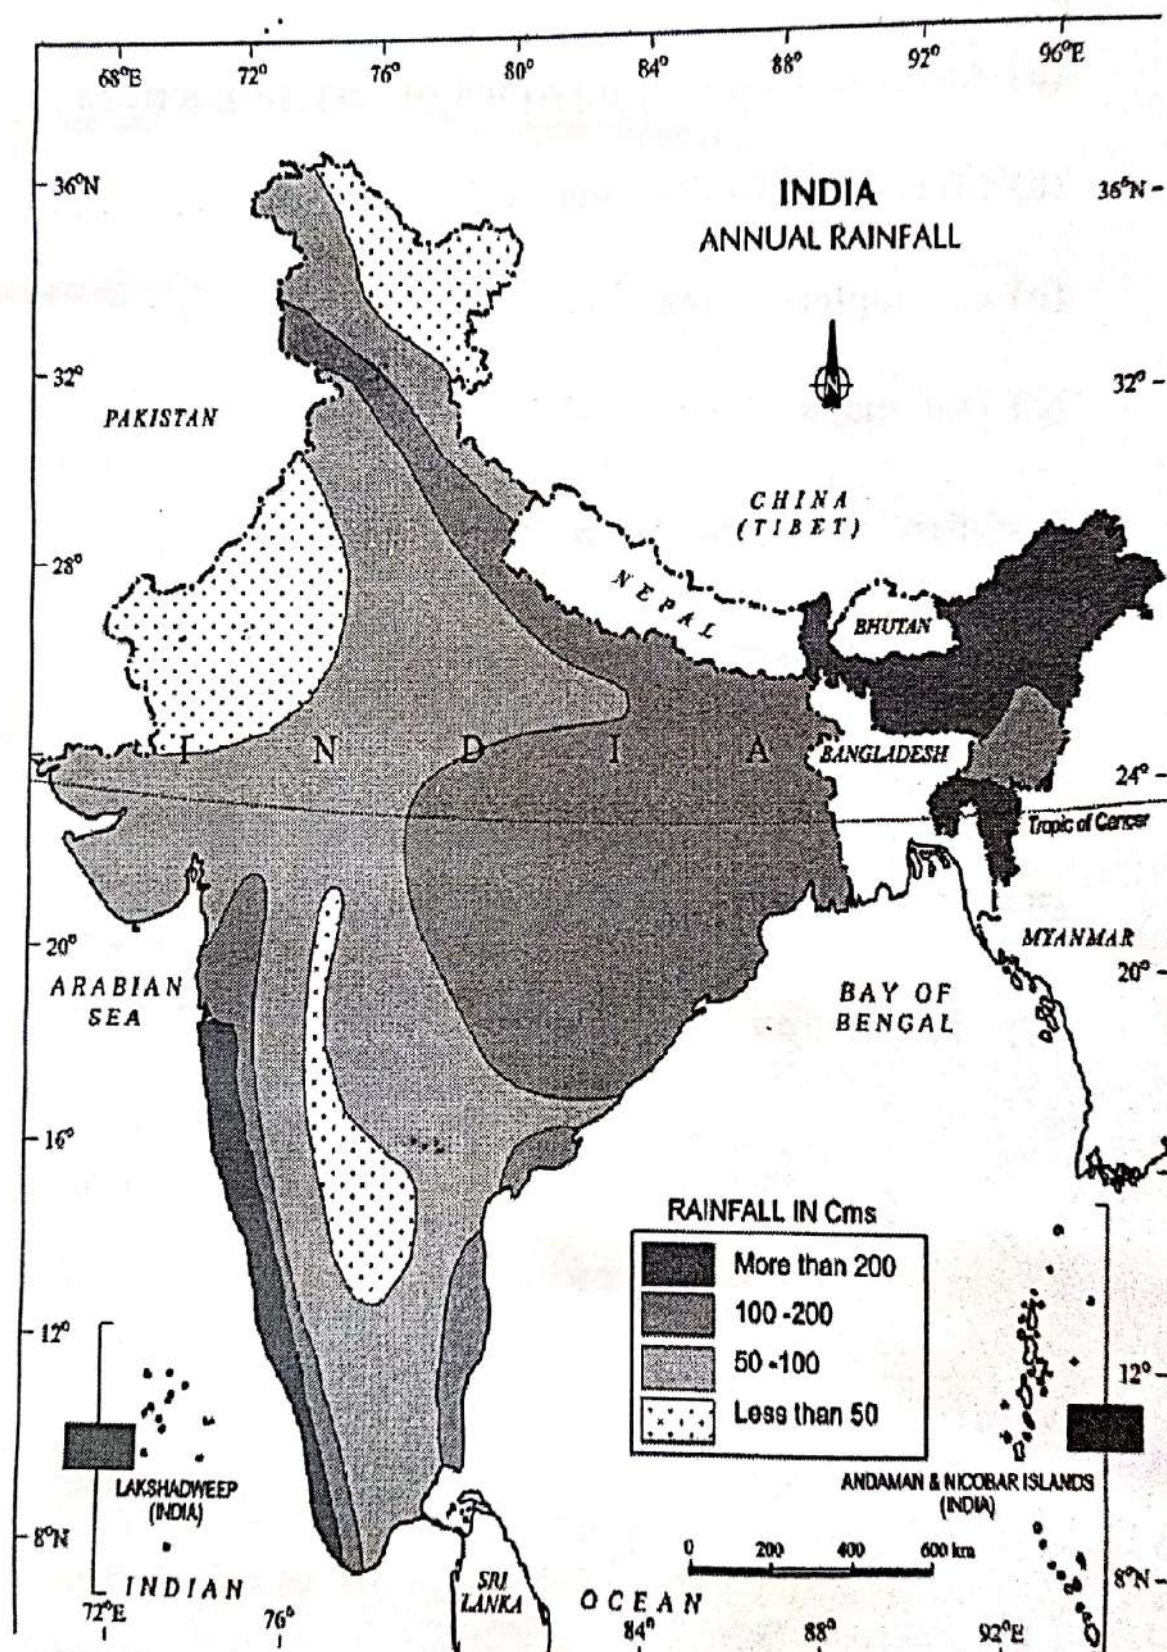 68°E 72° 76° 80° 84° 88° 92° 96°E
36°N
36°N
INDIA
ANNUAL RAINFALL
N
32°
32°
PAKISTAN
CHINA
(TIBET)
28°
NEPAL
BHUTAN
I N D I A
BANGLADESH
24°
Tropic of Cancer
20°
MYANMAR
20°
ARABIAN
SEA
BAY OF
BENGAL
16°
RAINFALL IN Cms
More than 200
100 -200
50 -100
Less than 50
12°
12°
LAKSHADWEEP
(INDIA)
ANDAMAN & NICOBAR ISLANDS
(INDIA)
8°N
0 200 400 600 km
8°N
INDIAN
SRI
LANKA
OCEAN
72°E 76° 84° 88° 92°E